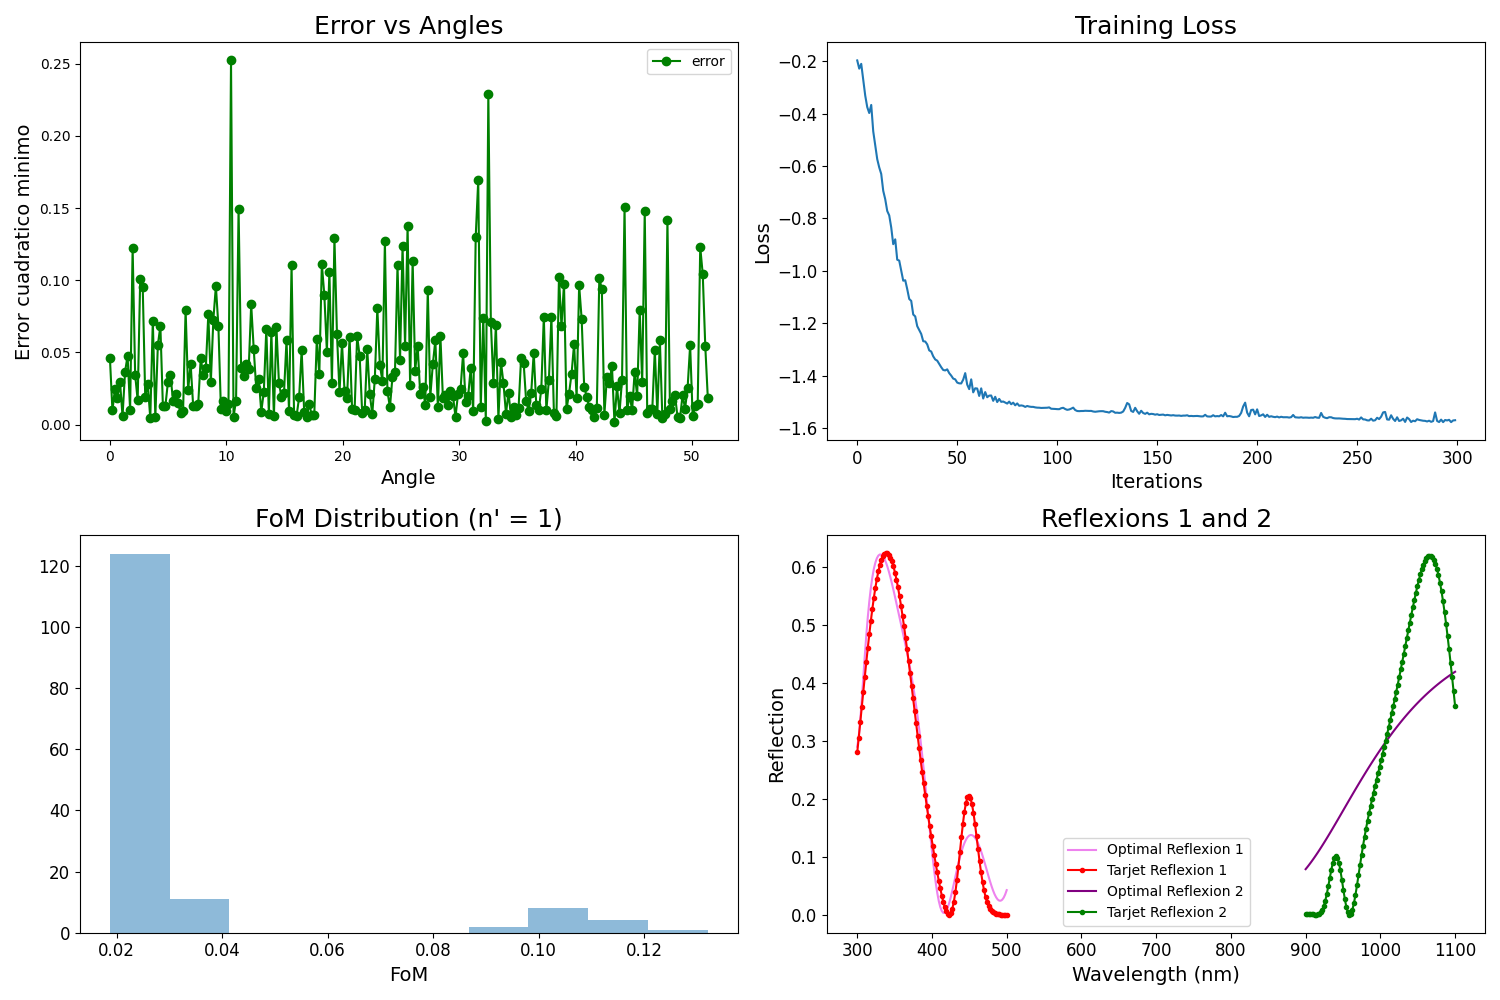 Error vs Angles
error
0.25
0.20
0.15
0.10
0.05
0.00
Error cuadratico minimo
0 10 20 30 40 50
Angle
Training Loss
−0.2
−0.4
−0.6
−0.8
−1.0
−1.2
−1.4
−1.6
Loss
0 50 100 150 200 250 300
Iterations
FoM Distribution (n' = 1)
120
100
80
60
40
20
0
0.02 0.04 0.06 0.08 0.10 0.12
FoM
Reflexions 1 and 2
0.6
0.5
0.4
0.3
0.2
0.1
0.0
Reflection
Optimal Reflexion 1
Tarjet Reflexion 1
Optimal Reflexion 2
Tarjet Reflexion 2
300 400 500 600 700 800 900 1000 1100
Wavelength (nm)